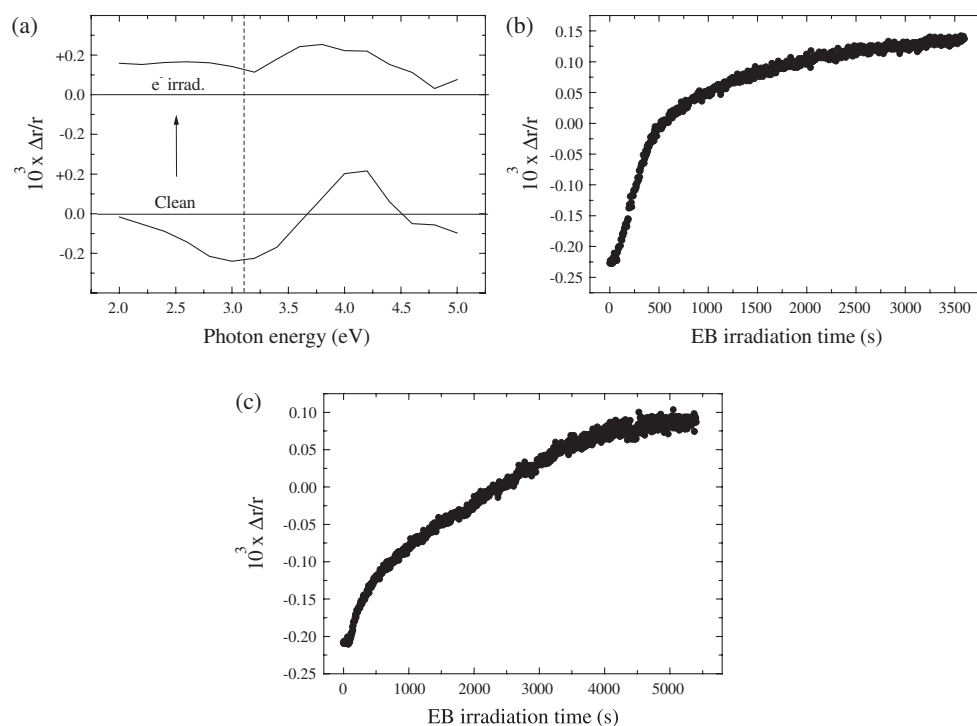 (a)
+0.2
0.0
-0.2
+0.2
0.0
-0.2
10³ x Δr/r
e⁻ irrad.
Clean
2.0 2.5 3.0 3.5 4.0 4.5 5.0
Photon energy (eV)
(b)
0.15
0.10
0.05
0.00
-0.05
-0.10
-0.15
-0.20
-0.25
10³ x Δr/r
0 500 1000 1500 2000 2500 3000 3500
EB irradiation time (s)
(c)
0.10
0.05
0.00
-0.05
-0.10
-0.15
-0.20
-0.25
10³ x Δr/r
0 1000 2000 3000 4000 5000
EB irradiation time (s)